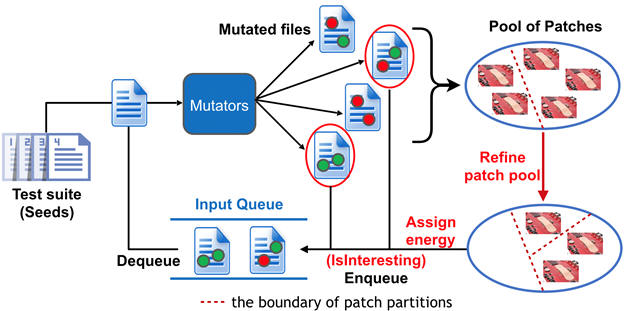 Mutated files
Pool of Patches
Mutators
1 2 3 4
Test suite
(Seeds)
Refine
patch pool
Input Queue
Assign
energy
Dequeue
(IsInteresting)
Enqueue
the boundary of patch partitions